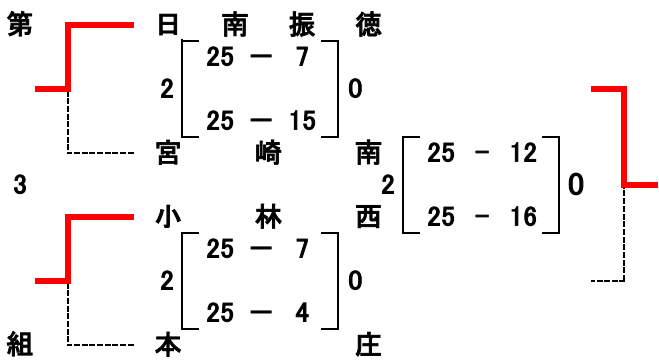 第 日南振徳
25 ー 7
2 0
25 ー 15
宮崎南
25 - 12
3 2 0
小林西 25 - 16
25 ー 7
2 0
25 ー 4
組 本庄